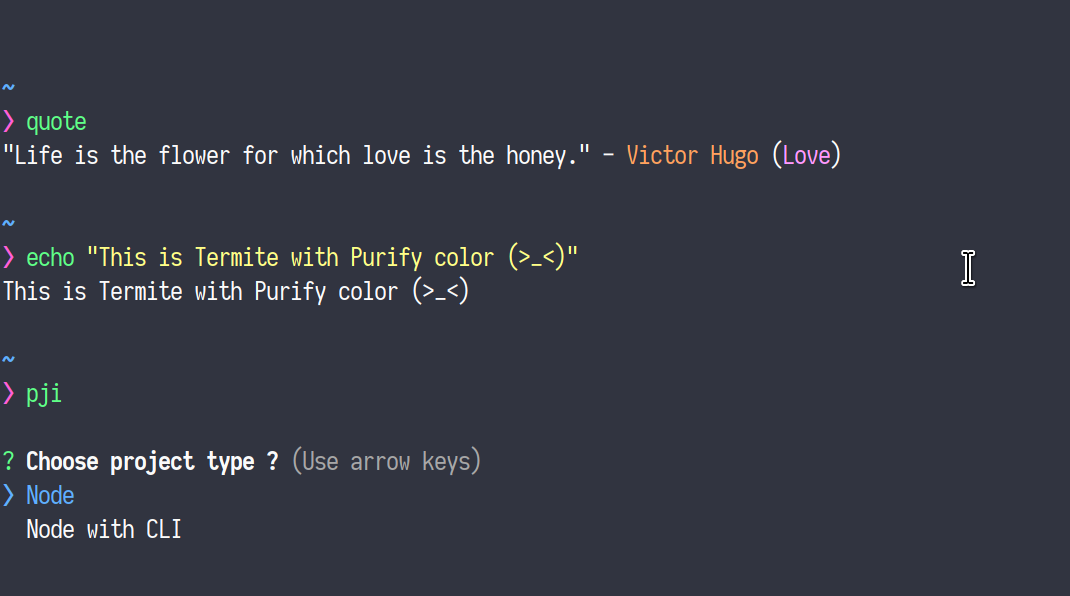 ~
❯ quote
"Life is the flower for which love is the honey." – Victor Hugo (Love)
~
❯ echo "This is Termite with Purify color (>_<)"
This is Termite with Purify color (>_<)
~
❯ pji
? Choose project type ? (Use arrow keys)
❯ Node
Node with CLI